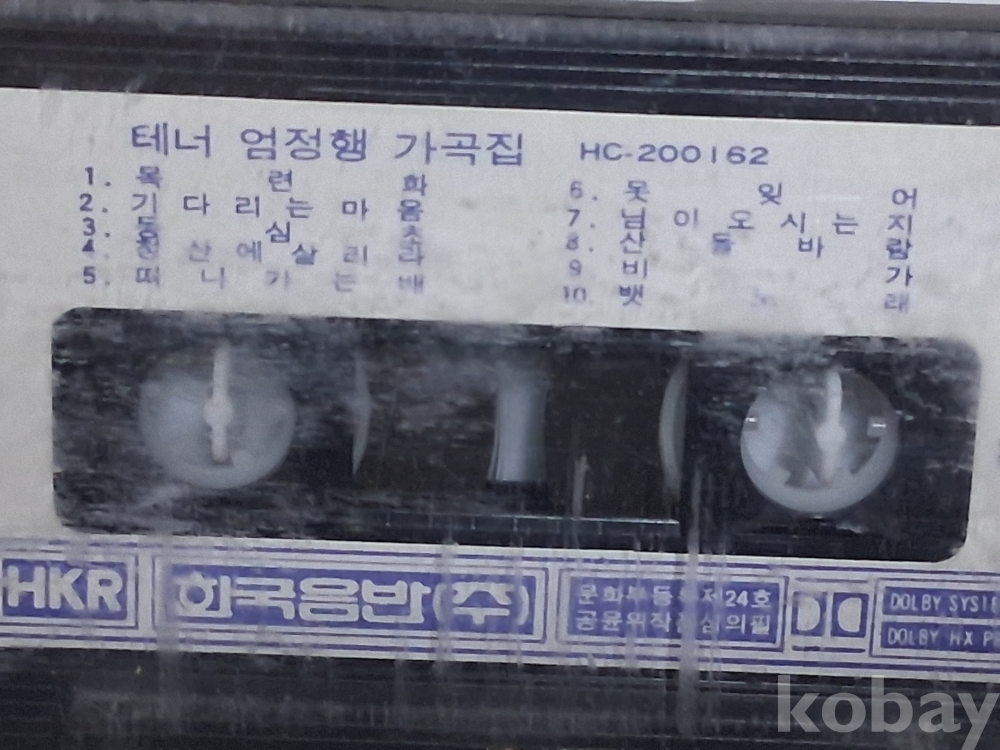 테너 엄정행 가곡집 HC-200162
1. 목련화
2. 기다리는마음
3. 동심초
4. 청산에살리라
5. 떠나가는배
6. 못잊어
7. 님이오시는지
8. 산들바람
9 비가
10. 뱃노래
HKR 한국음반(주)
문화부등록제24호
공윤위작품심의필
DOLBY SYSTE
DOLBY HX P
kobay